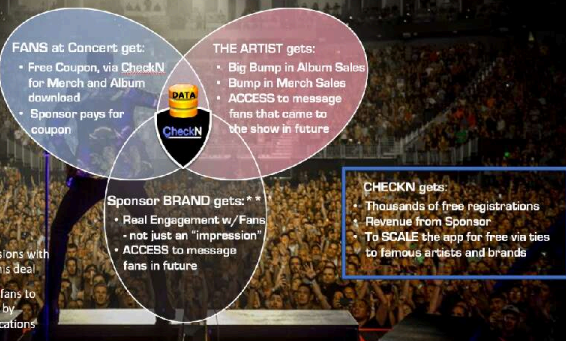 FANS at Concert get:
• Free Coupon, via CheckN
for Merch and Album
download
• Sponsor pays for
coupon
THE ARTIST gets:
• Big Bump in Album Sales
• Bump in Merch Sales
• ACCESS to message
fans that came to
the show in future
DATA
CheckN
Sponsor BRAND gets:**
• Real Engagement w/Fans
- not just an “impression”
• ACCESS to message
fans in future
CHECKN gets:
• Thousands of free registrations
• Revenue from Sponsor
• To SCALE the app for free via ties
to famous artists and brands
with
is deal
fans to
by